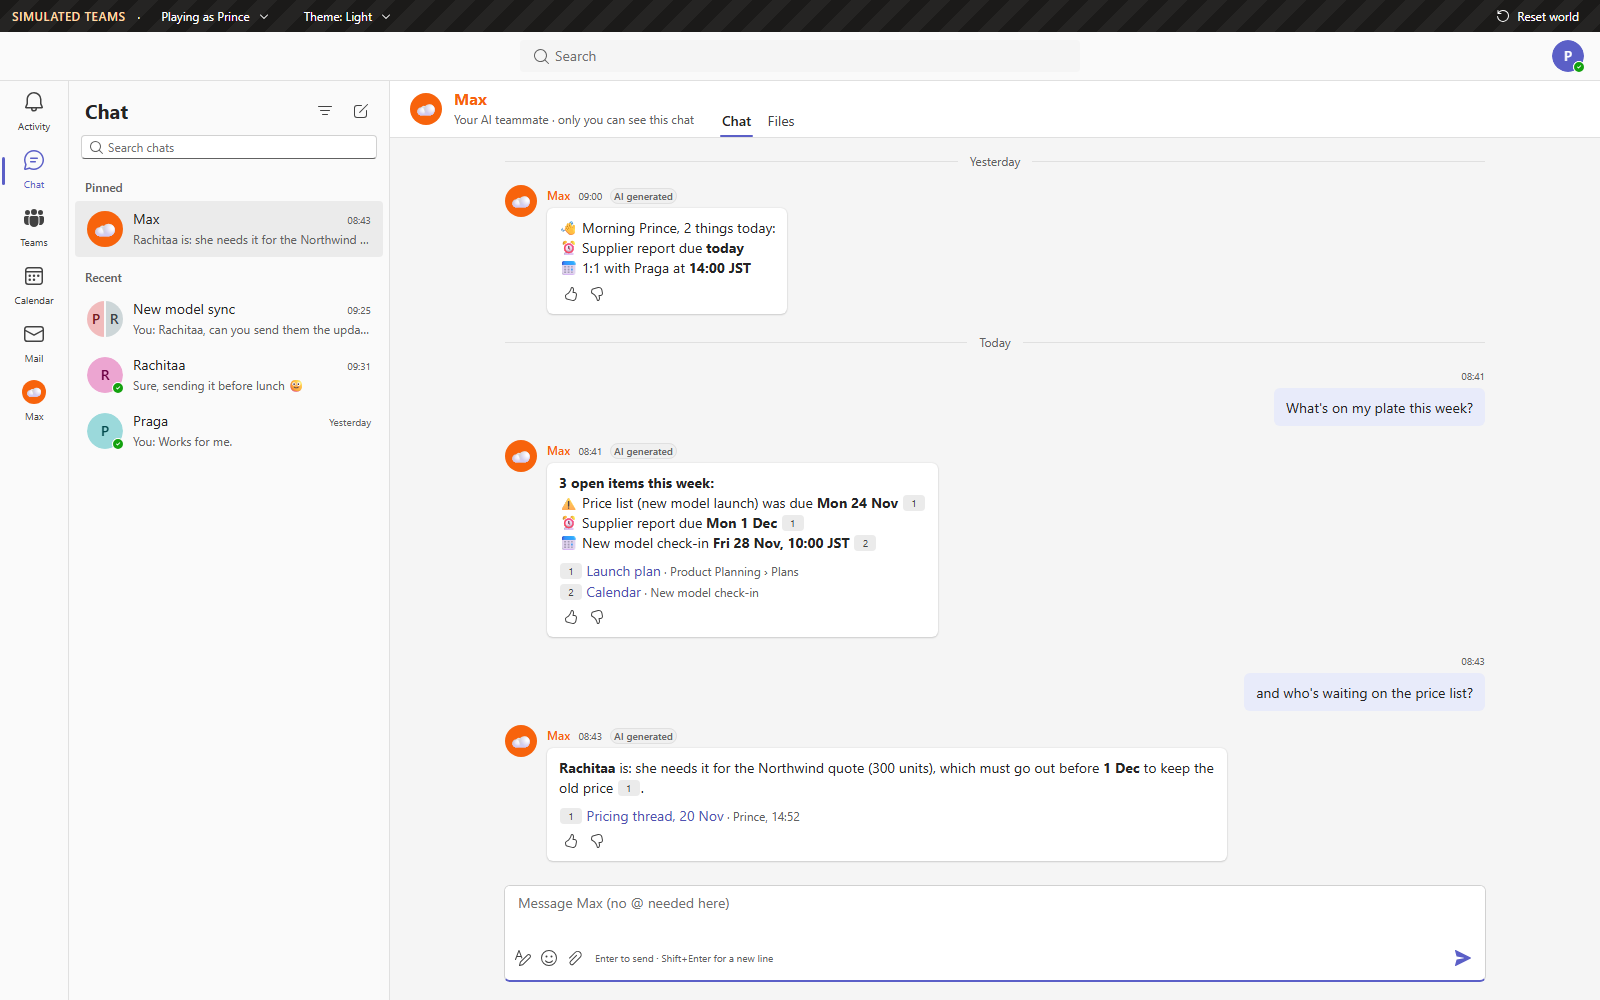 SIMULATED TEAMS · Playing as Prince Theme: Light Reset world
Search
P
Activity
Chat
Teams
Calendar
Mail
Max
Chat
Search chats
Pinned
Max 08:43
Rachitaa is: she needs it for the Northwind ...
Recent
P R New model sync 09:25
You: Rachitaa, can you send them the upda...
R Rachitaa 09:31
Sure, sending it before lunch 😀
P Praga Yesterday
You: Works for me.
Max
Your AI teammate · only you can see this chat
Chat Files
Yesterday
Max 09:00 AI generated
👋 Morning Prince, 2 things today:
⏰ Supplier report due today
📅 1:1 with Praga at 14:00 JST
Today
08:41
What's on my plate this week?
Max 08:41 AI generated
3 open items this week:
⚠️ Price list (new model launch) was due Mon 24 Nov 1
⏰ Supplier report due Mon 1 Dec 1
📅 New model check-in Fri 28 Nov, 10:00 JST 2
1 Launch plan · Product Planning › Plans
2 Calendar · New model check-in
08:43
and who's waiting on the price list?
Max 08:43 AI generated
Rachitaa is: she needs it for the Northwind quote (300 units), which must go out before 1 Dec to keep the
old price 1 .
1 Pricing thread, 20 Nov · Prince, 14:52
Message Max (no @ needed here)
Enter to send · Shift+Enter for a new line